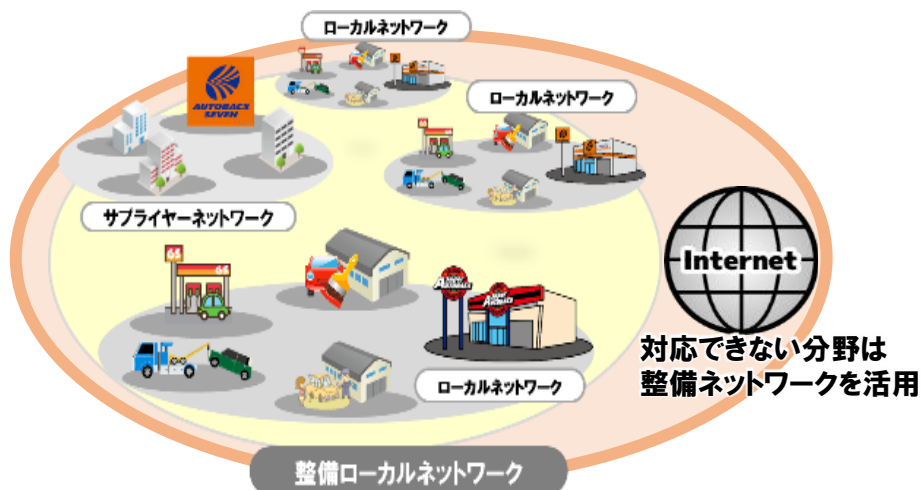 ローカルネットワーク
AUTOBACS
SEVEN
ローカルネットワーク
サプライヤーネットワーク
GS
GS
GS
Internet
対応できない分野は
整備ネットワークを活用
ローカルネットワーク
整備ローカルネットワーク